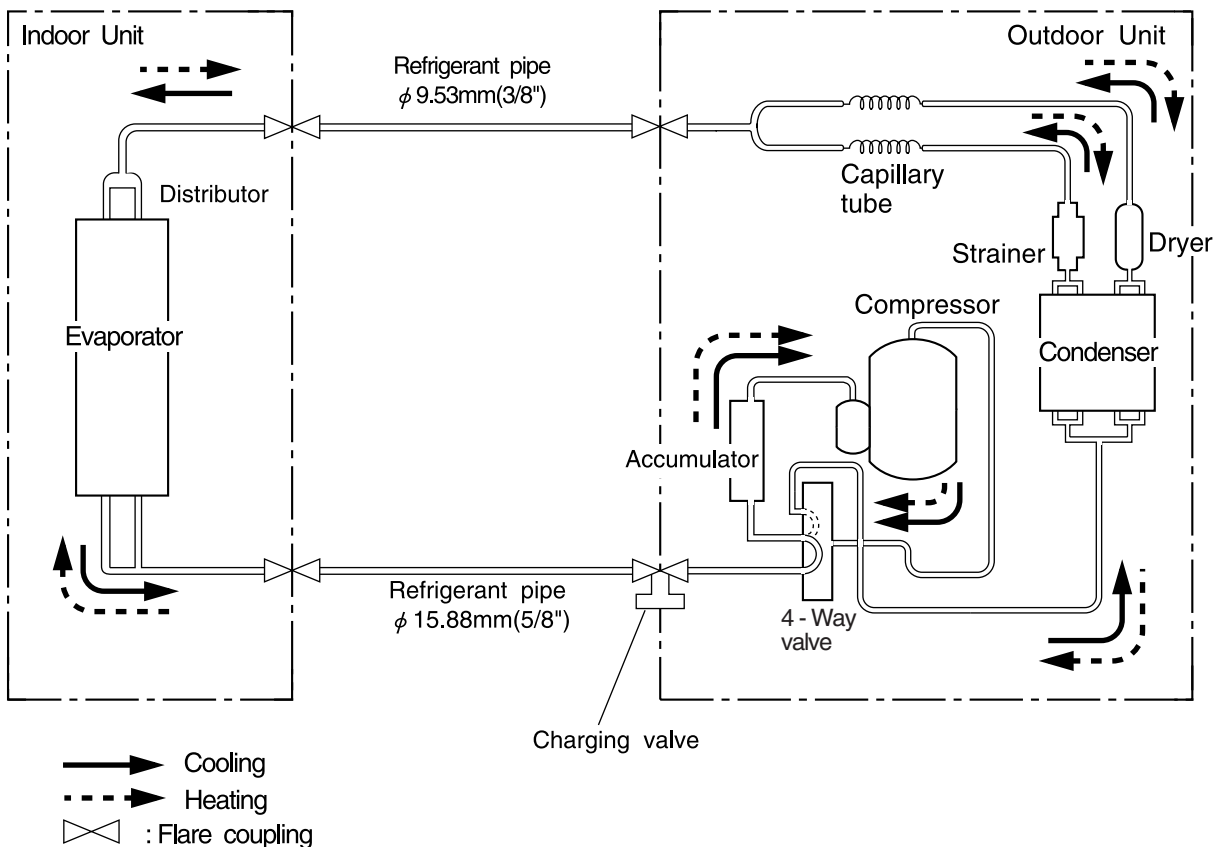 Indoor Unit
Outdoor Unit
Refrigerant pipe
ϕ 9.53mm(3/8")
Distributor
Capillary
tube
Strainer
Dryer
Evaporator
Compressor
Condenser
Accumulator
Refrigerant pipe
ϕ 15.88mm(5/8")
4 - Way
valve
Charging valve
Cooling
Heating
: Flare coupling